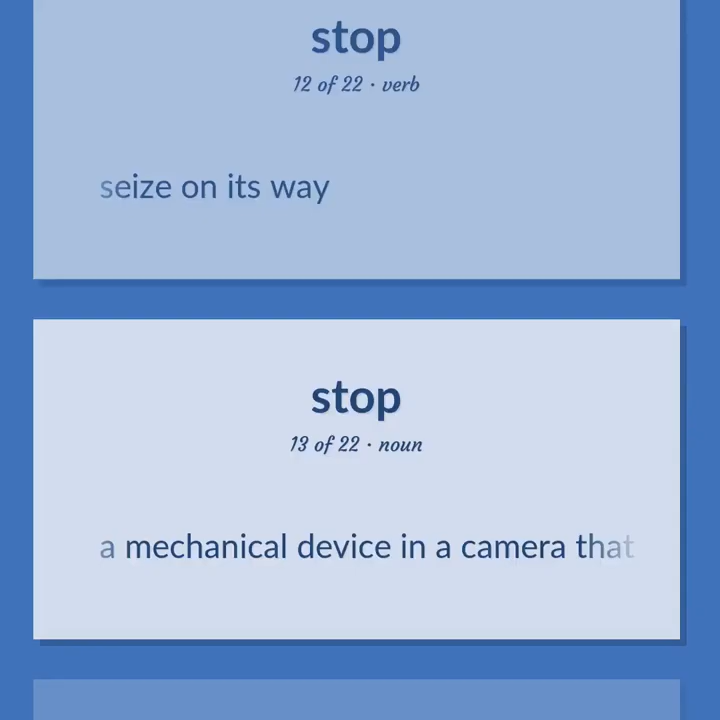 stop
12 of 22 · verb
seize on its way
stop
13 of 22 · noun
a mechanical device in a camera that